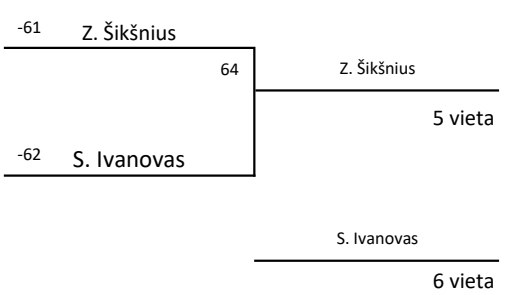 -61 Z. Šikšnius
64 Z. Šikšnius
5 vieta
-62 S. Ivanovas
S. Ivanovas
6 vieta